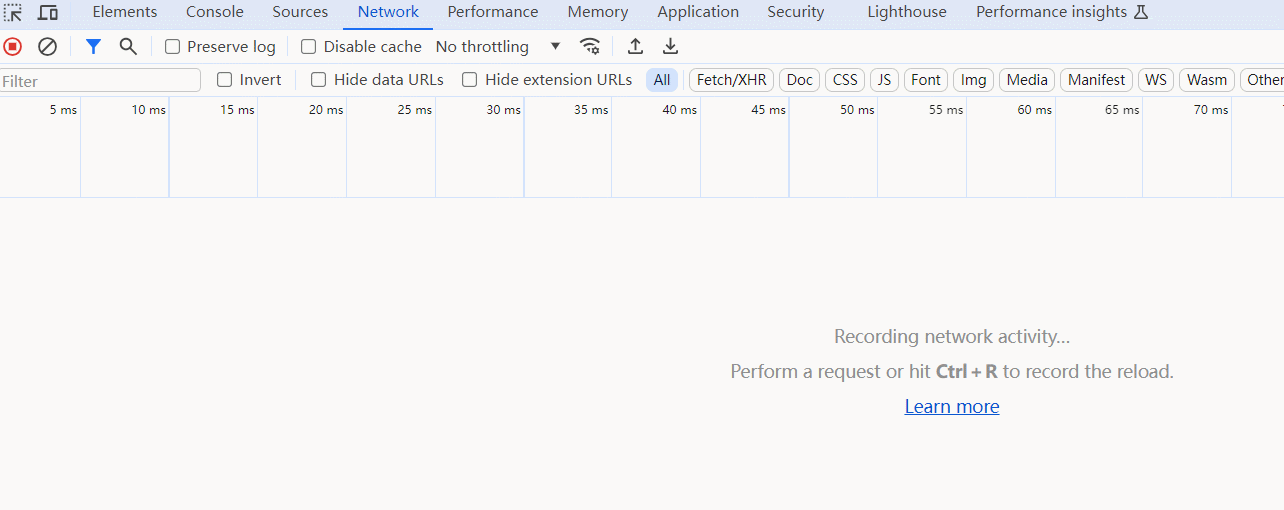 Elements Console Sources Network Performance Memory Application Security Lighthouse Performance insights
Preserve log Disable cache No throttling
Filter Invert Hide data URLs Hide extension URLs All Fetch/XHR Doc CSS JS Font Img Media Manifest WS Wasm Other
5 ms 10 ms 15 ms 20 ms 25 ms 30 ms 35 ms 40 ms 45 ms 50 ms 55 ms 60 ms 65 ms 70 ms
Recording network activity...
Perform a request or hit Ctrl + R to record the reload.
Learn more